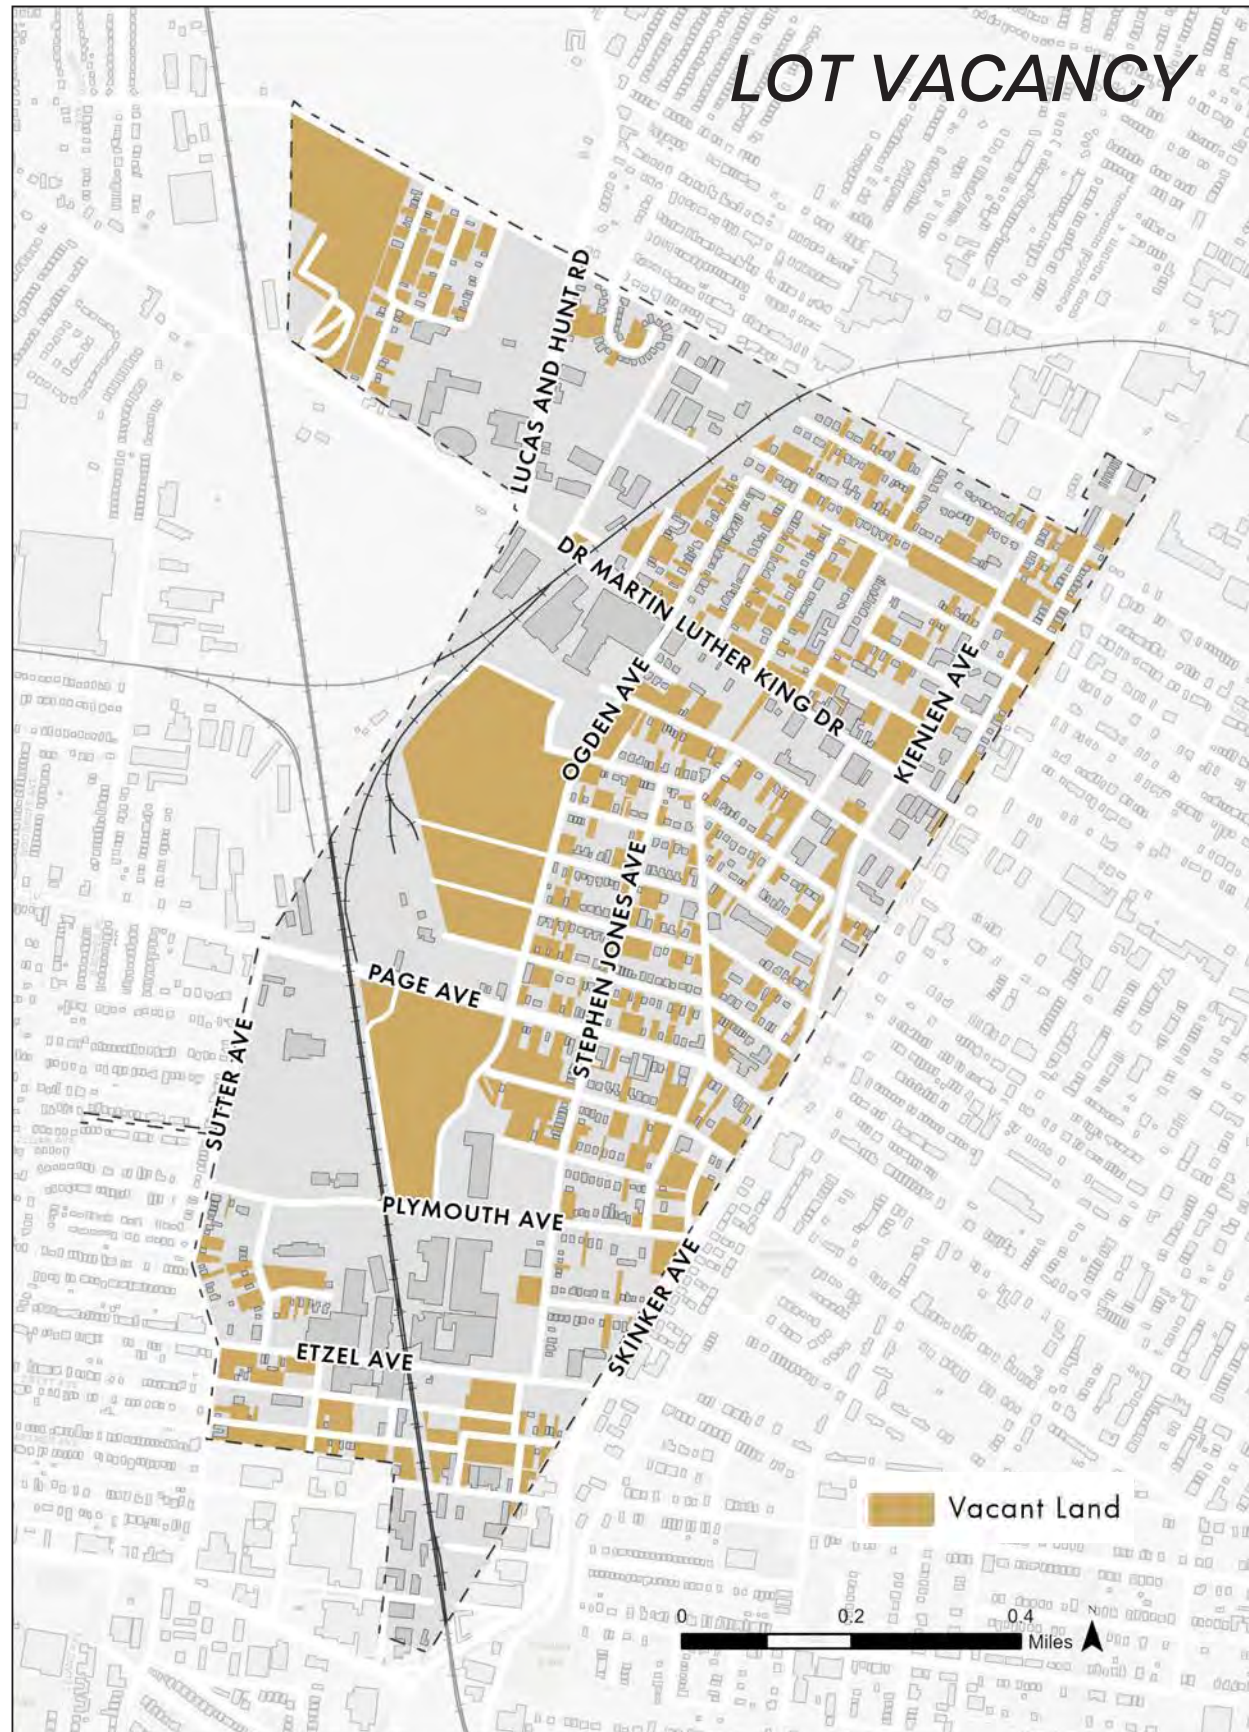 LOT VACANCY
LUCAS AND HUNT RD
DR MARTIN LUTHER KING DR
OGDEN AVE
KIENLEN AVE
STEPHEN JONES AVE
PAGE AVE
SUTTER AVE
PLYMOUTH AVE
SKINKER AVE
ETZEL AVE
Vacant Land
0 0.2 0.4
Miles
N